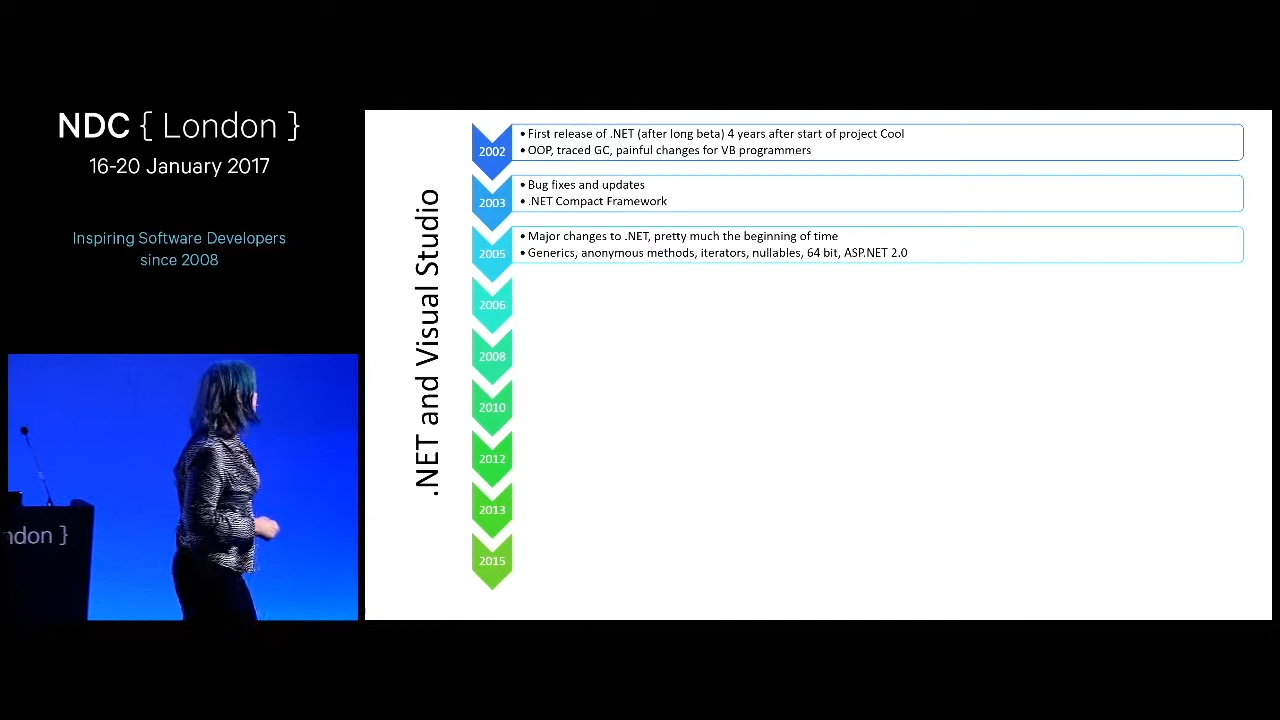 NDC { London }
16-20 January 2017
Inspiring Software Developers
since 2008
ndon }
.NET and Visual Studio
2002
• First release of .NET (after long beta) 4 years after start of project Cool
• OOP, traced GC, painful changes for VB programmers
2003
• Bug fixes and updates
• .NET Compact Framework
2005
• Major changes to .NET, pretty much the beginning of time
• Generics, anonymous methods, iterators, nullables, 64 bit, ASP.NET 2.0
2006
2008
2010
2012
2013
2015